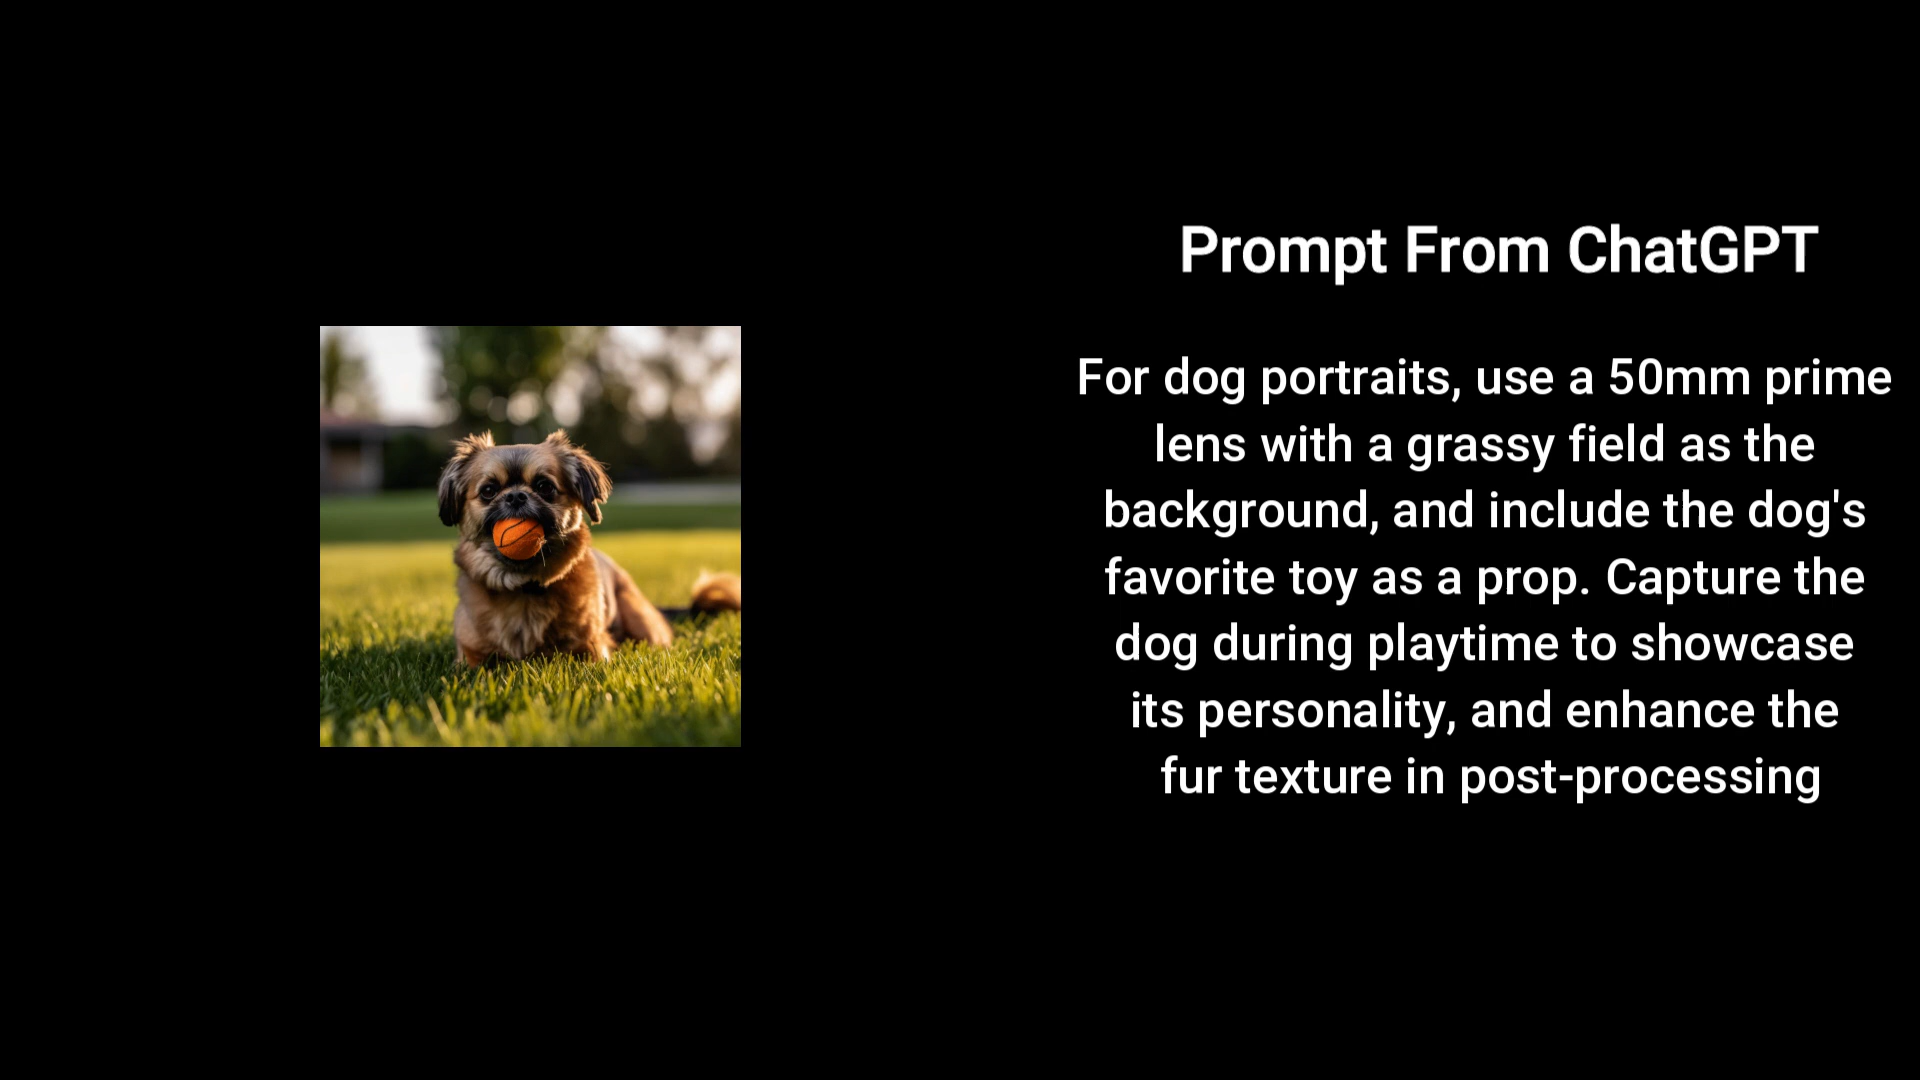 Prompt From ChatGPT
For dog portraits, use a 50mm prime
lens with a grassy field as the
background, and include the dog's
favorite toy as a prop. Capture the
dog during playtime to showcase
its personality, and enhance the
fur texture in post-processing